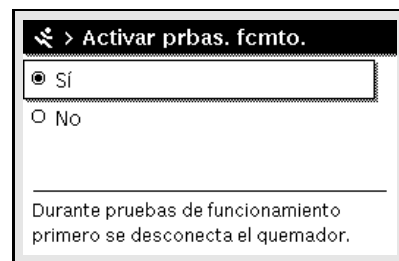 > Activar prbas. fcmto.
Sí
No
Durante pruebas de funcionamiento
primero se desconecta el quemador.